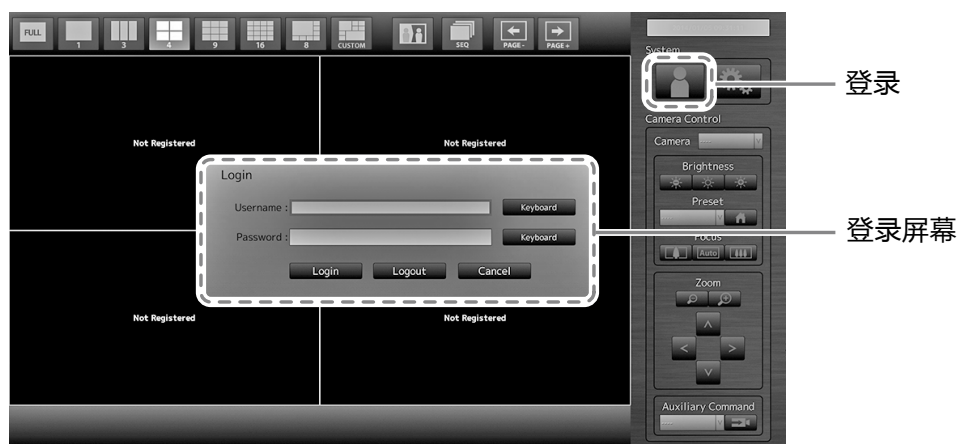 FULL 1 3 4 9 16 8 CUSTOM SEQ PAGE- PAGE+
System
登录
Camera Control
Camera
Not Registered Not Registered
Brightness
Login
Username : Keyboard
Preset
Password : Keyboard
登录屏幕
Focus
Auto
Login Logout Cancel
Zoom
Not Registered Not Registered
Auxiliary Command